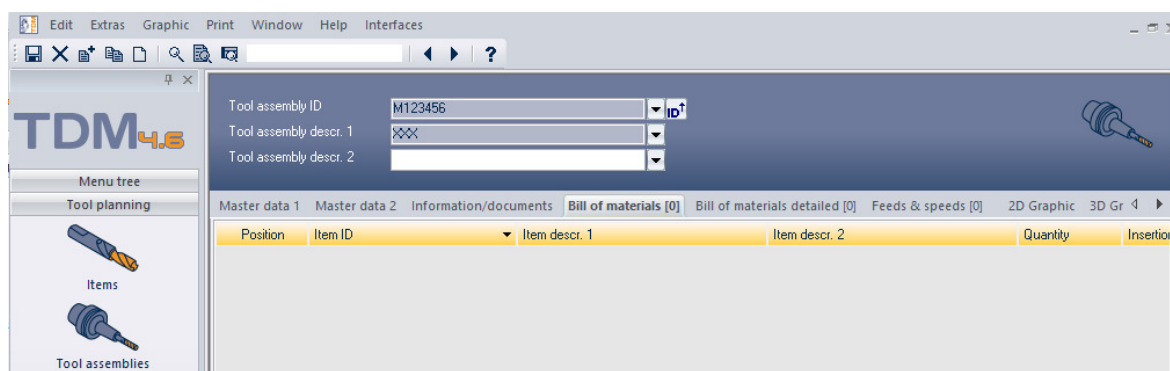 Edit Extras Graphic Print Window Help Interfaces
?
TDM4.6
Menu tree
Tool planning
Items
Tool assemblies
Tool assembly ID M123456 ID
Tool assembly descr. 1 XXX
Tool assembly descr. 2
Master data 1 Master data 2 Information/documents Bill of materials [0] Bill of materials detailed [0] Feeds & speeds [0] 2D Graphic 3D Gr
Position Item ID Item descr. 1 Item descr. 2 Quantity Insertion